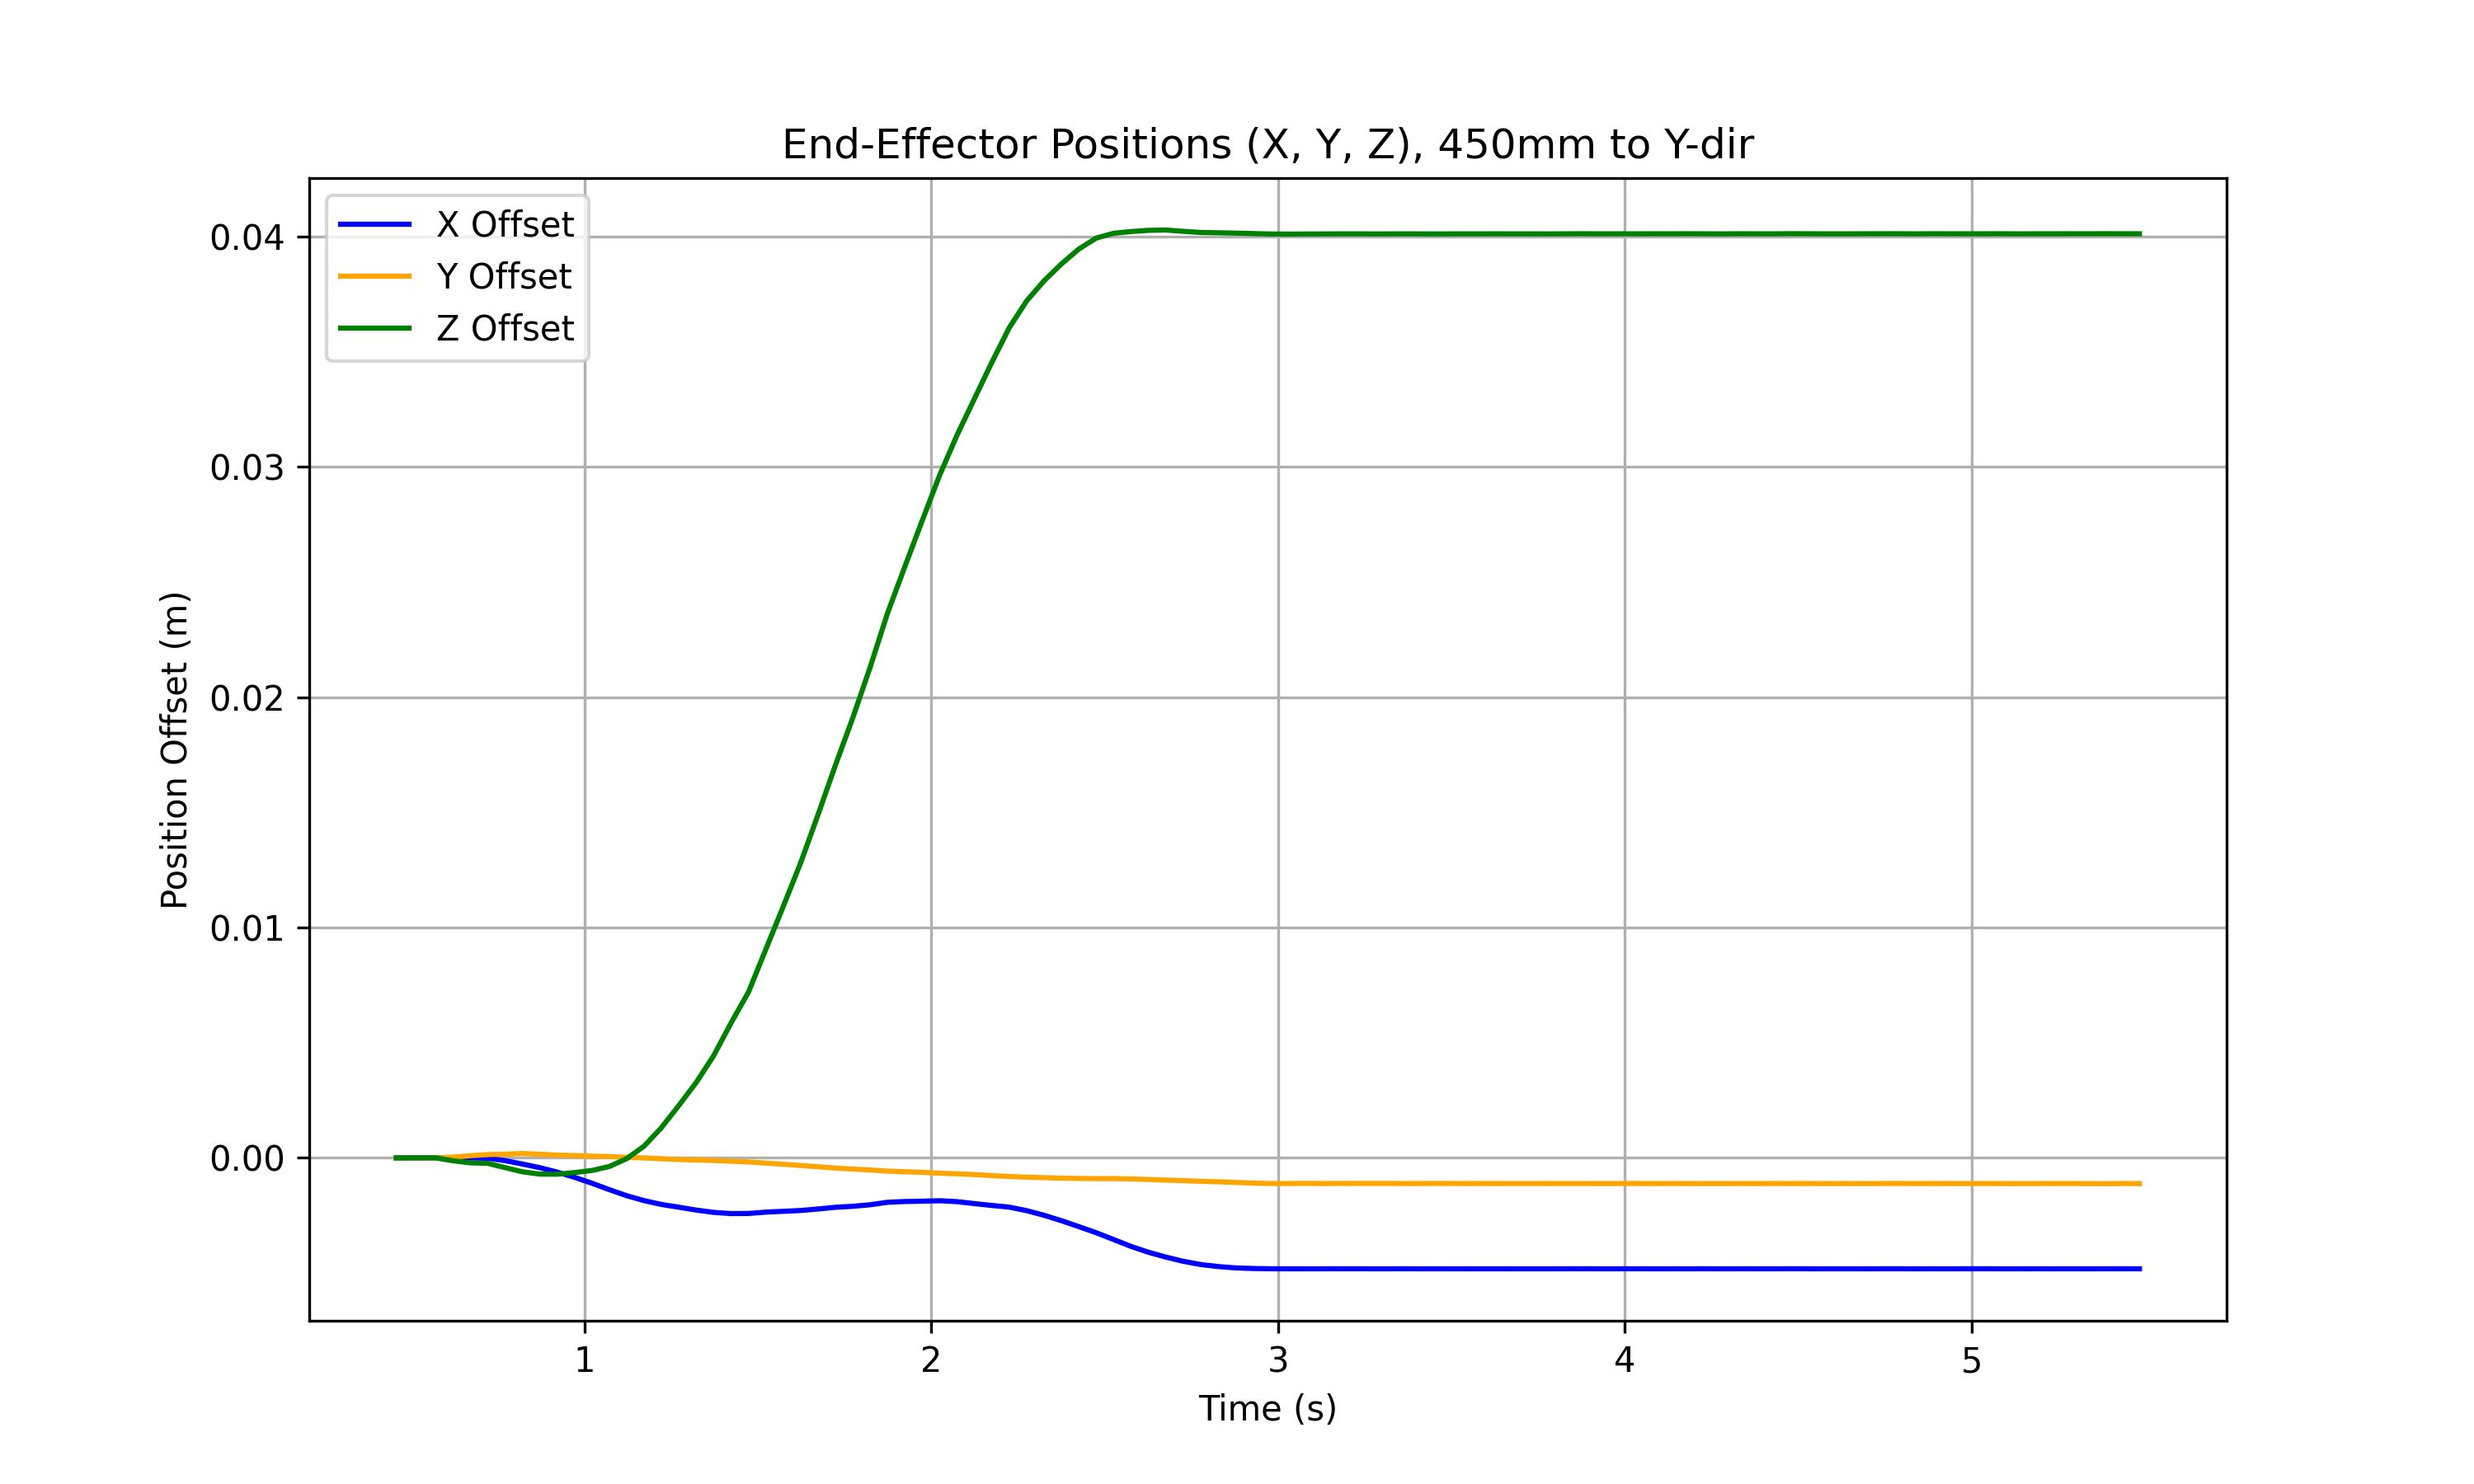 End-Effector Positions (X, Y, Z), 450mm to Y-dir
X Offset
Y Offset
Z Offset
0.04
0.03
0.02
0.01
0.00
Position Offset (m)
1 2 3 4 5
Time (s)